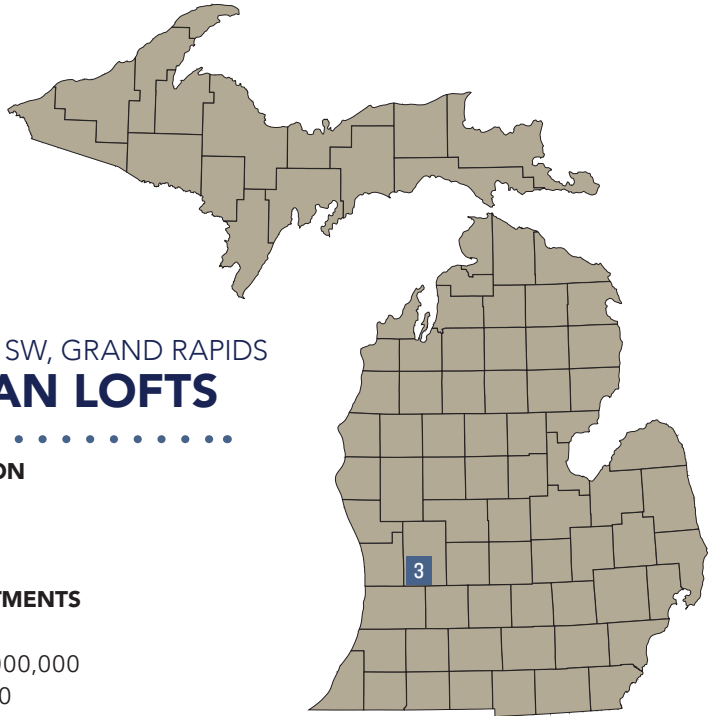 SW, GRAND RAPIDS
AN LOFTS
ON
TMENTS
000,000
0
3